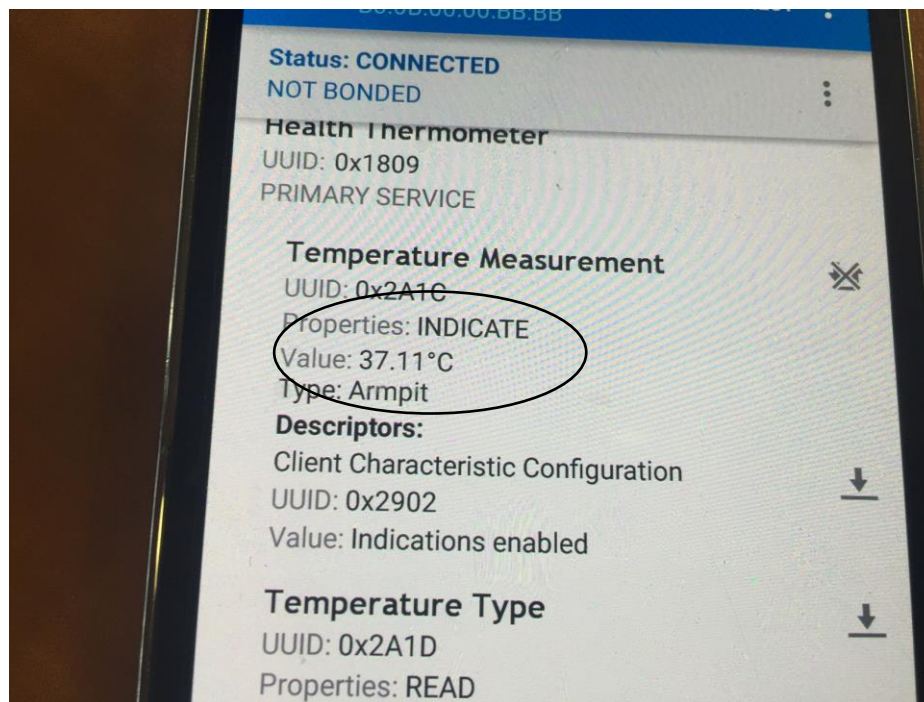 Status: CONNECTED
NOT BONDED
Health Thermometer
UUID: 0x1809
PRIMARY SERVICE
Temperature Measurement
UUID: 0x2A1C
Properties: INDICATE
Value: 37.11°C
Type: Armpit
Descriptors:
Client Characteristic Configuration
UUID: 0x2902
Value: Indications enabled
Temperature Type
UUID: 0x2A1D
Properties: READ